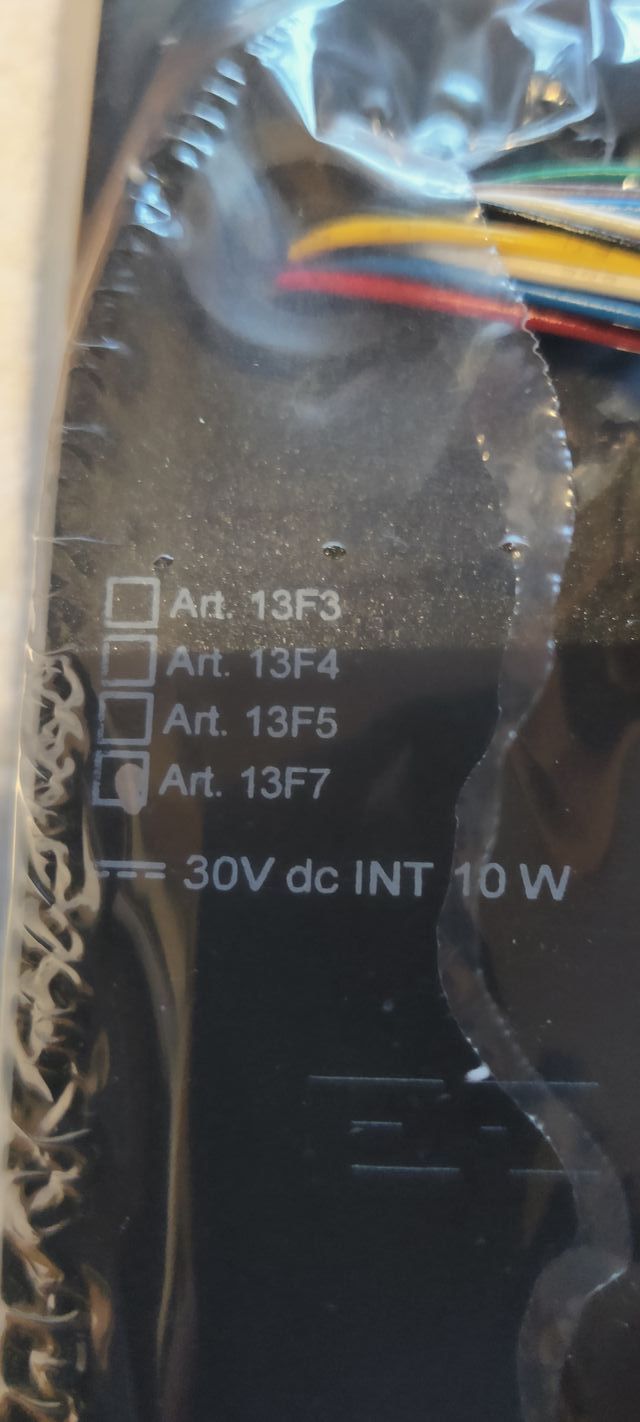 Art. 13F3
Art. 13F4
Art. 13F5
Art. 13F7
30V dc INT 10 W